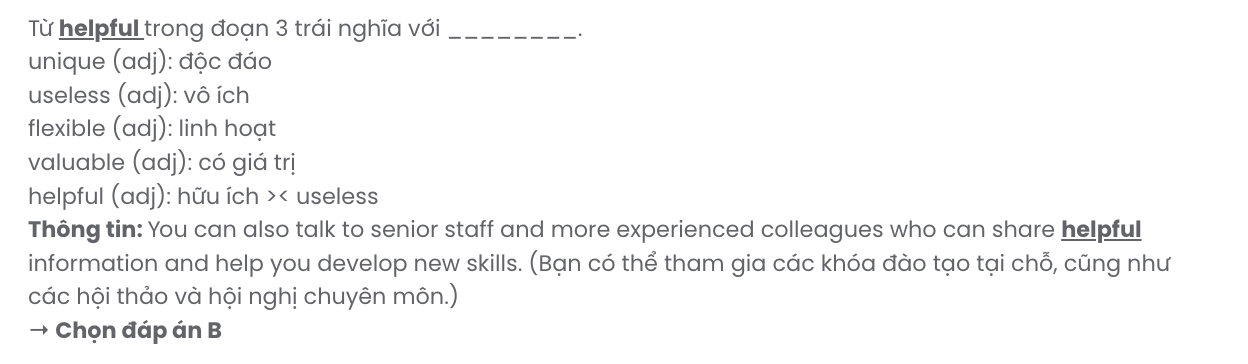 Từ helpful trong đoạn 3 trái nghĩa với ________.
unique (adj): độc đáo
useless (adj): vô ích
flexible (adj): linh hoạt
valuable (adj): có giá trị
helpful (adj): hữu ích >< useless
Thông tin: You can also talk to senior staff and more experienced colleagues who can share helpful
information and help you develop new skills. (Bạn có thể tham gia các khóa đào tạo tại chỗ, cũng như
các hội thảo và hội nghị chuyên môn.)
→ Chọn đáp án B